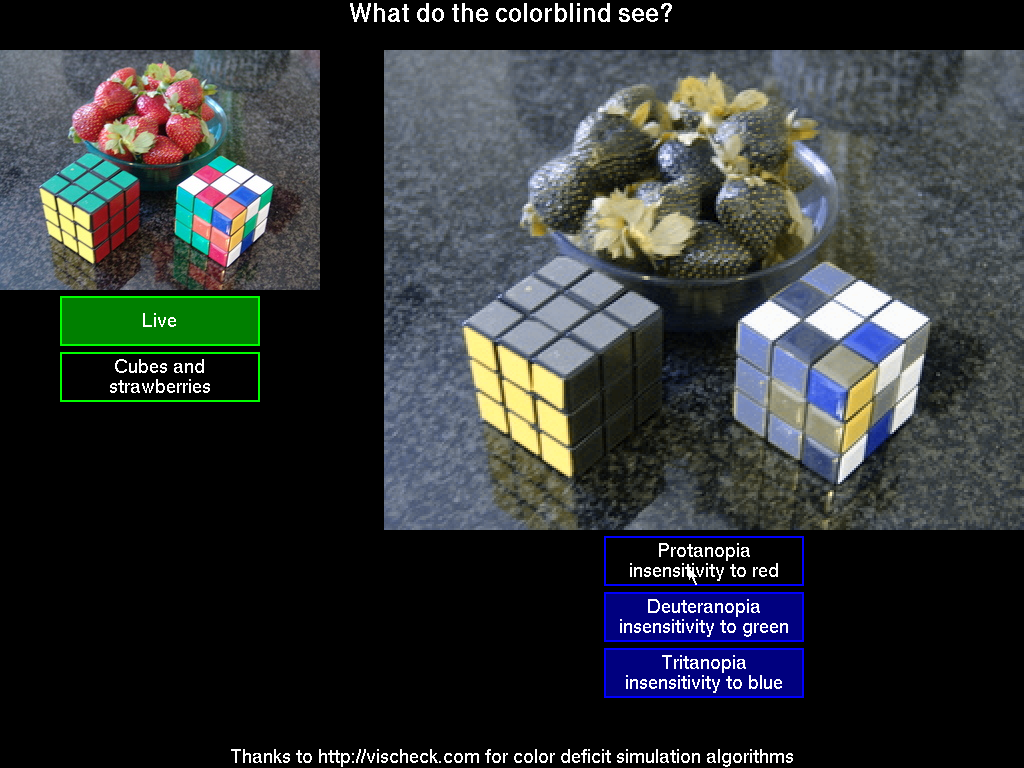 What do the colorblind see?
Live
Cubes and
strawberries
Protanopia
insensitivity to red
Deuteranopia
insensitivity to green
Tritanopia
insensitivity to blue
Thanks to http://vischeck.com for color deficit simulation algorithms